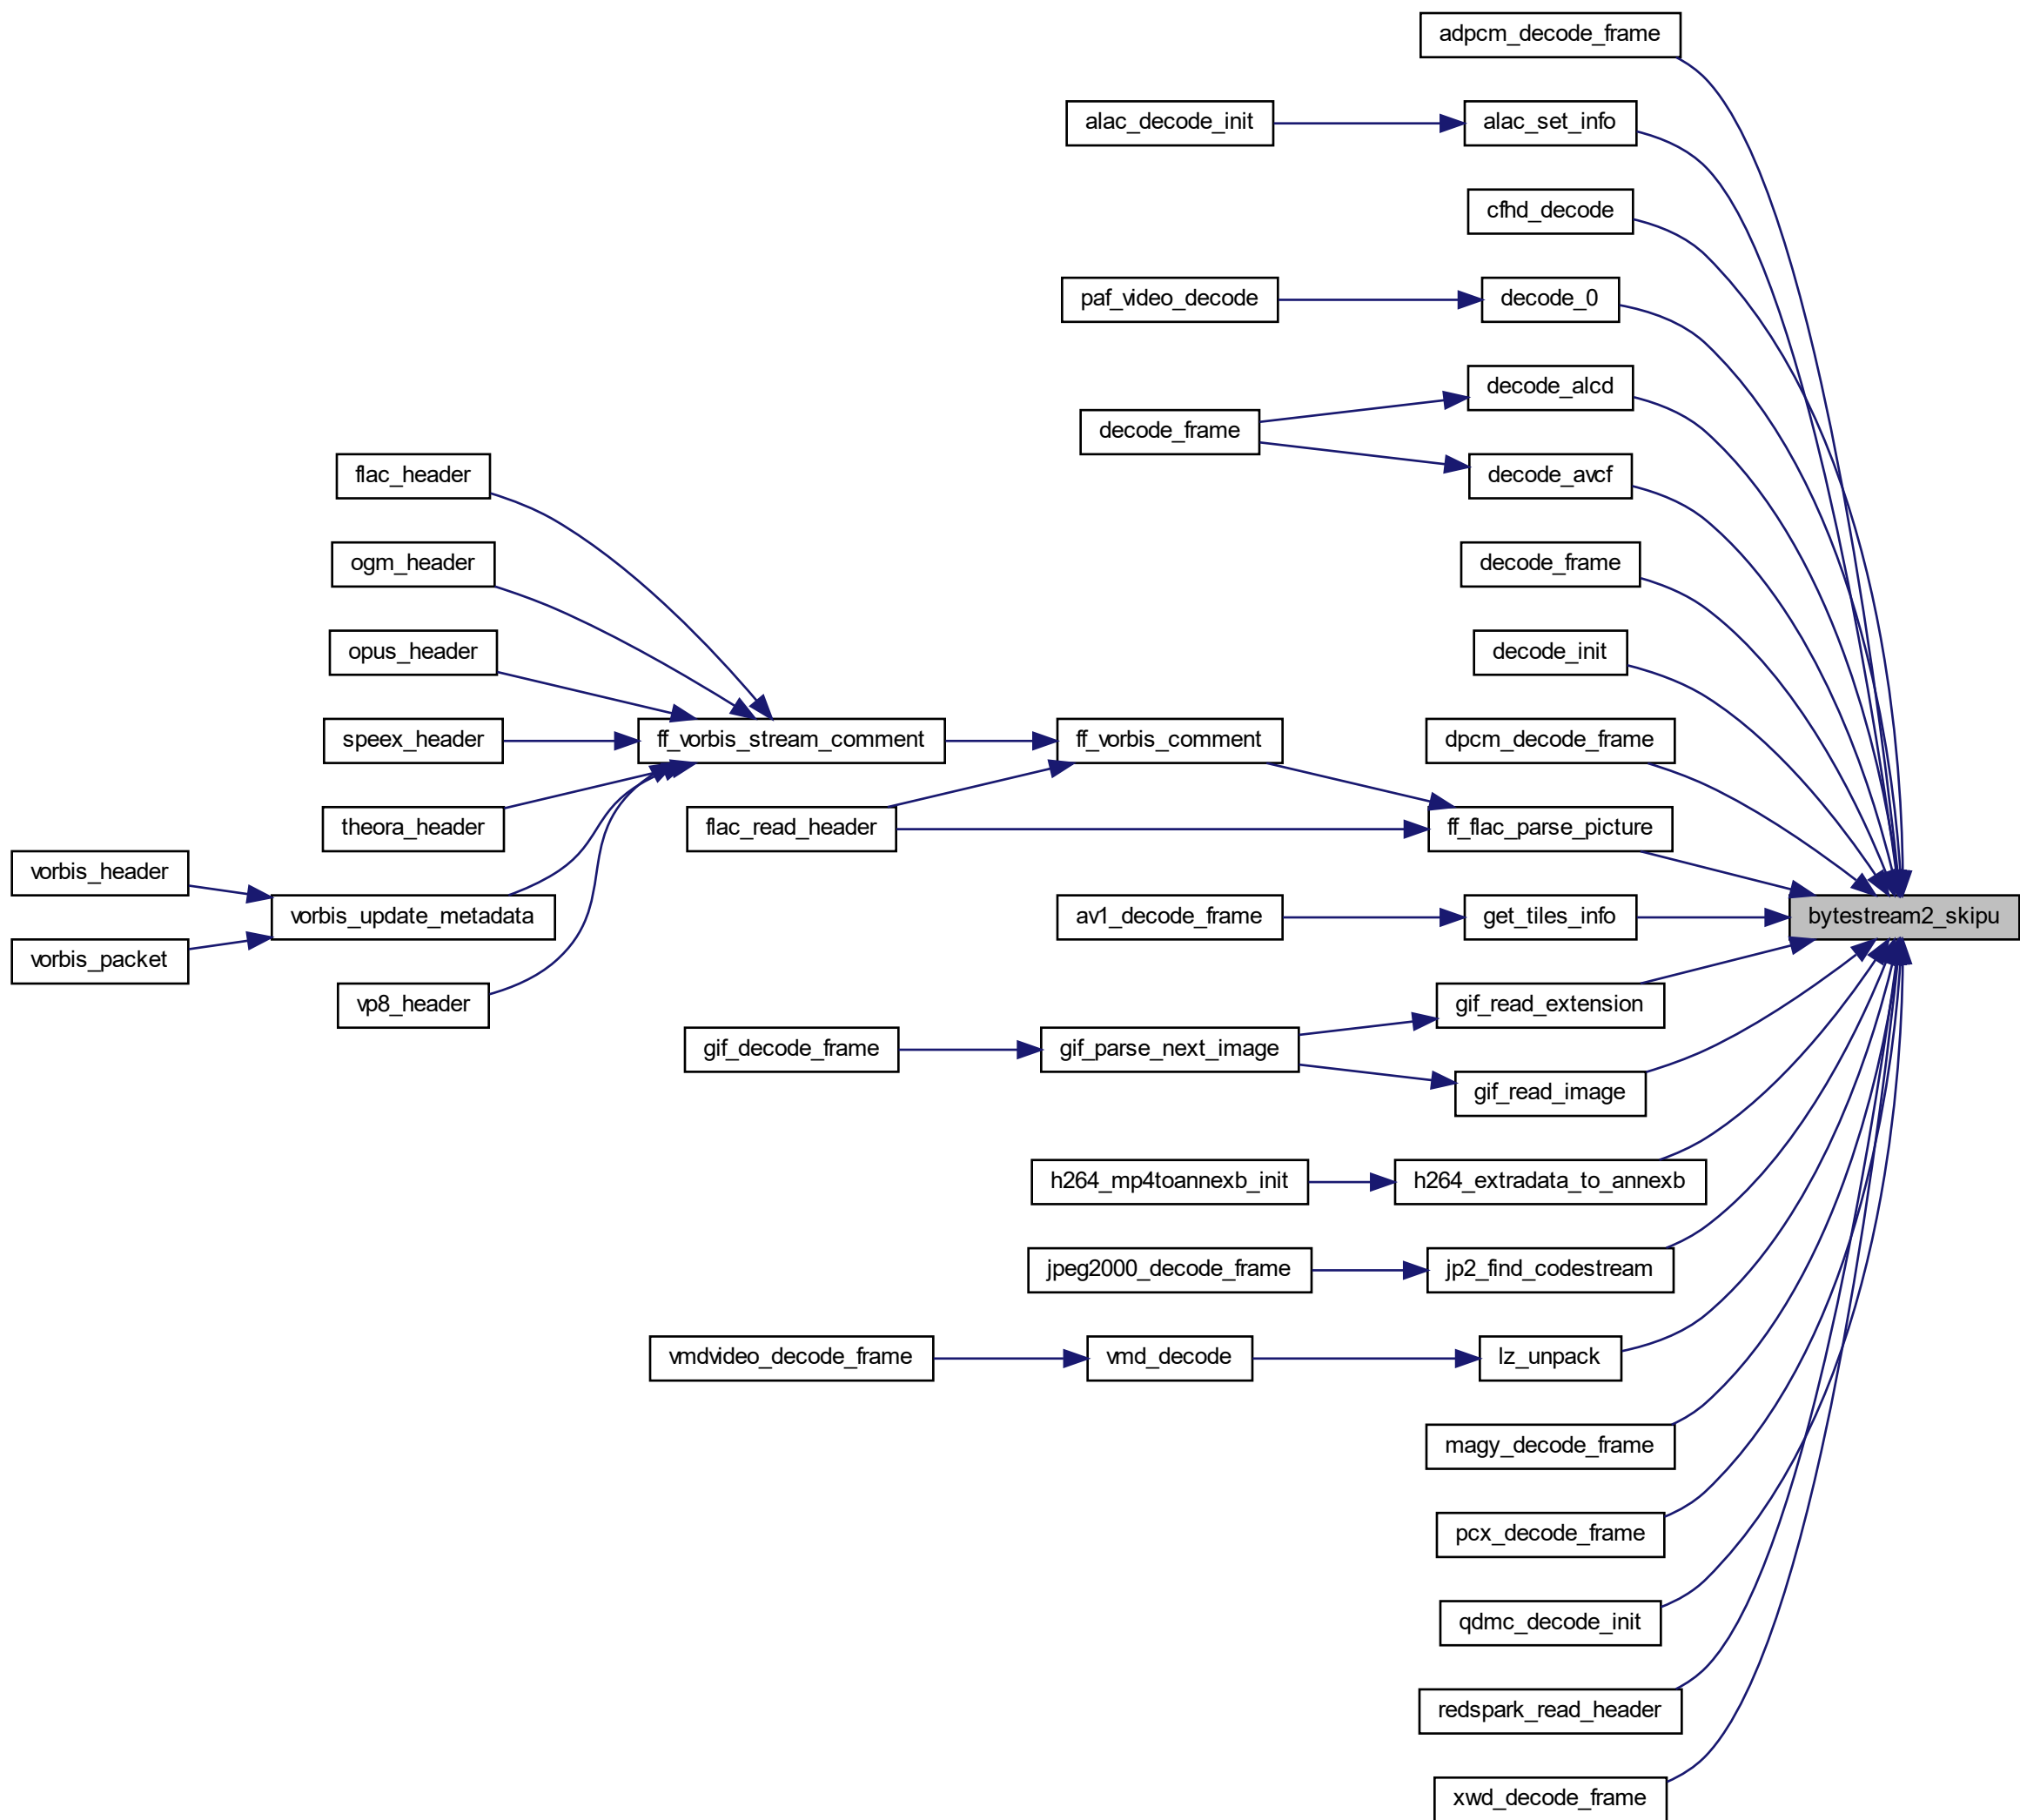 adpcm_decode_frame
alac_decode_init
alac_set_info
cfhd_decode
paf_video_decode
decode_0
decode_alcd
decode_frame
decode_avcf
flac_header
decode_frame
ogm_header
decode_init
opus_header
dpcm_decode_frame
speex_header
ff_vorbis_stream_comment
ff_vorbis_comment
theora_header
flac_read_header
ff_flac_parse_picture
vorbis_header
vorbis_update_metadata
av1_decode_frame
get_tiles_info
bytestream2_skipu
vorbis_packet
vp8_header
gif_read_extension
gif_decode_frame
gif_parse_next_image
gif_read_image
h264_mp4toannexb_init
h264_extradata_to_annexb
jpeg2000_decode_frame
jp2_find_codestream
vmdvideo_decode_frame
vmd_decode
lz_unpack
magy_decode_frame
pcx_decode_frame
qdmc_decode_init
redspark_read_header
xwd_decode_frame